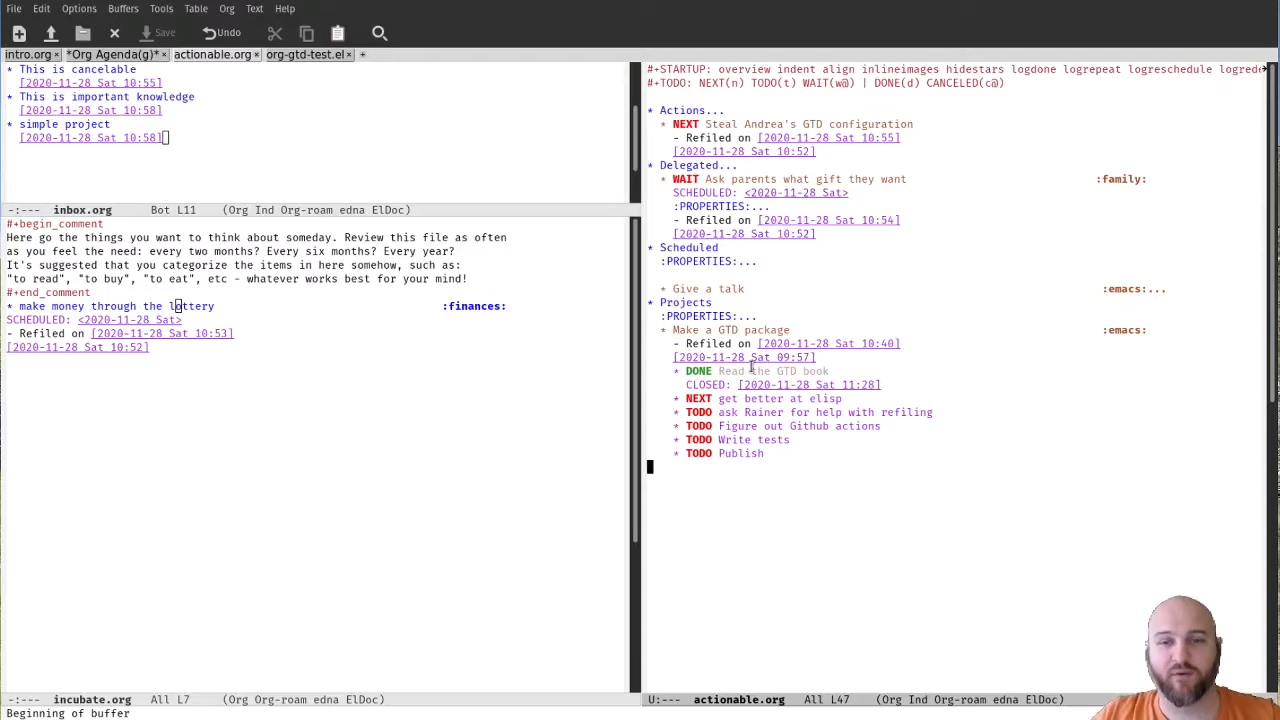 File Edit Options Buffers Tools Table Org Text Help
Save Undo
intro.org× *Org Agenda(g)*× actionable.org× org-gtd-test.el× +
* This is cancelable
[2020-11-28 Sat 10:55]
* This is important knowledge
[2020-11-28 Sat 10:58]
* simple project
[2020-11-28 Sat 10:58]
-:--- inbox.org Bot L11 (Org Ind Org-roam edna ElDoc)
#+begin_comment
Here go the things you want to think about someday. Review this file as often
as you feel the need: every two months? Every six months? Every year?
It's suggested that you categorize the items in here somehow, such as:
"to read", "to buy", "to eat", etc - whatever works best for your mind!
#+end_comment
* make money through the lottery :finances:
SCHEDULED: <2020-11-28 Sat>
- Refiled on [2020-11-28 Sat 10:53]
[2020-11-28 Sat 10:52]
-:--- incubate.org All L7 (Org Org-roam edna ElDoc)
Beginning of buffer
#+STARTUP: overview indent align inlineimages hidestars logdone logrepeat logreschedule logrede
#+TODO: NEXT(n) TODO(t) WAIT(w@) | DONE(d) CANCELED(c@)
* Actions...
* NEXT Steal Andrea's GTD configuration
- Refiled on [2020-11-28 Sat 10:55]
[2020-11-28 Sat 10:52]
* Delegated...
* WAIT Ask parents what gift they want :family:
SCHEDULED: <2020-11-28 Sat>
:PROPERTIES:...
- Refiled on [2020-11-28 Sat 10:54]
[2020-11-28 Sat 10:52]
* Scheduled
:PROPERTIES:...
* Give a talk :emacs:...
* Projects
:PROPERTIES:...
* Make a GTD package :emacs:
- Refiled on [2020-11-28 Sat 10:40]
[2020-11-28 Sat 09:57]
* DONE Read the GTD book
CLOSED: [2020-11-28 Sat 11:28]
* NEXT get better at elisp
* TODO ask Rainer for help with refiling
* TODO Figure out Github actions
* TODO Write tests
* TODO Publish
U:--- actionable.org All L47 (Org Ind Org-roam edna ElDoc)